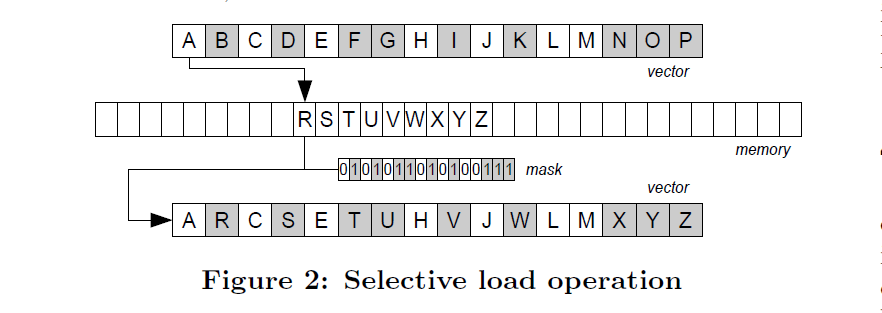 A B C D E F G H I J K L M N O P
vector
R S T U V W X Y Z
memory
0101011010100111 mask
vector
A R C S E T U H V J W L M X Y Z
Figure 2: Selective load operation